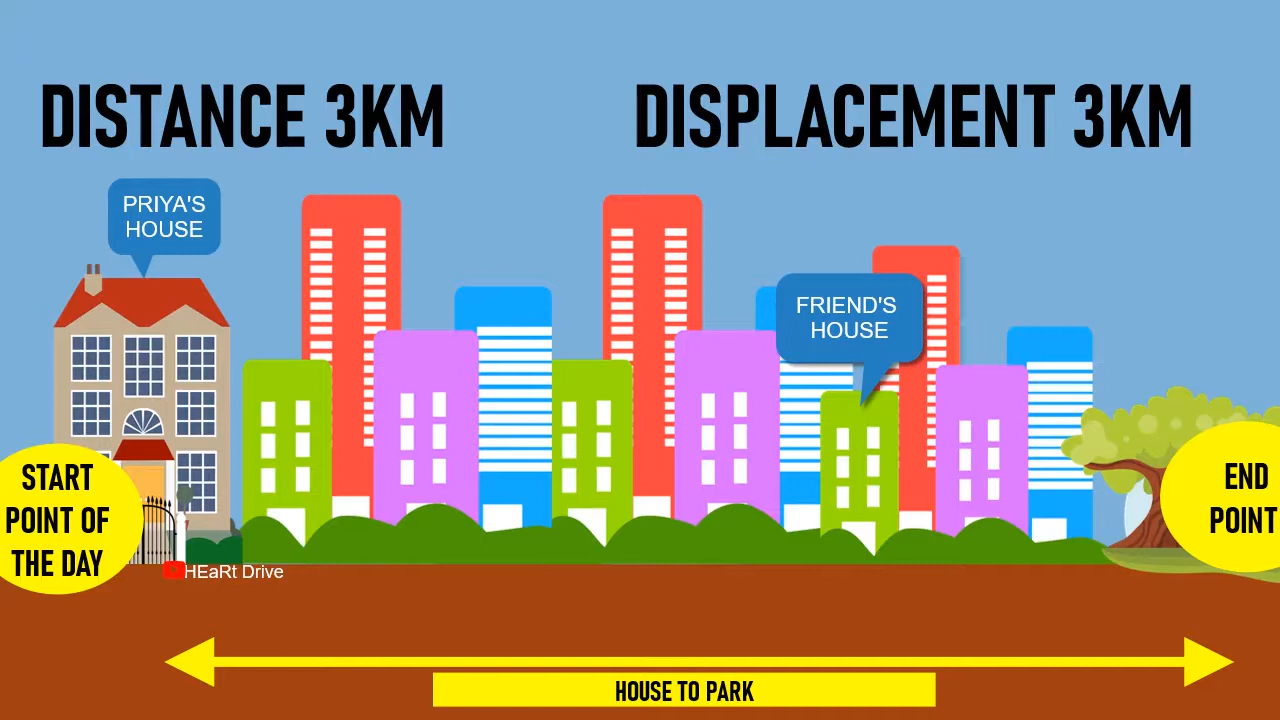 DISTANCE 3KM
DISPLACEMENT 3KM
PRIYA'S
HOUSE
FRIEND'S
HOUSE
START
POINT OF
THE DAY
END
POINT
HEaRt Drive
HOUSE TO PARK